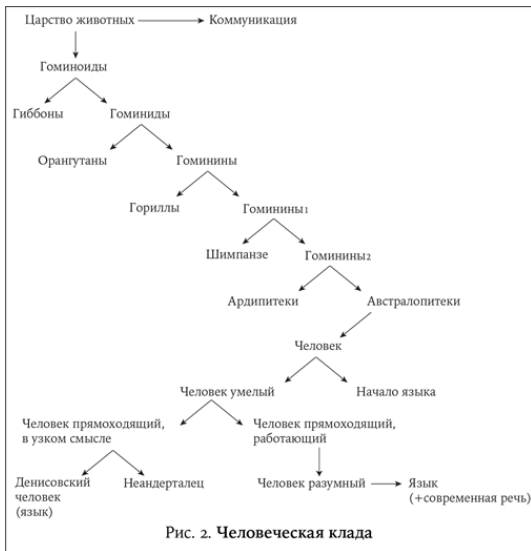 Царство животных
Коммуникация
Гоминоиды
Гиббоны
Гоминиды
Орангутаны
Гоминины
Гориллы
Гоминины1
Шимпанзе
Гоминины2
Ардипитеки
Австралопитеки
Человек
Человек умелый
Начало языка
Человек прямоходящий,
в узком смысле
Человек прямоходящий,
работающий
Денисовский
человек
(язык)
Неандерталец
Человек разумный
Язык
(+современная речь)
Рис. 2. Человеческая клада